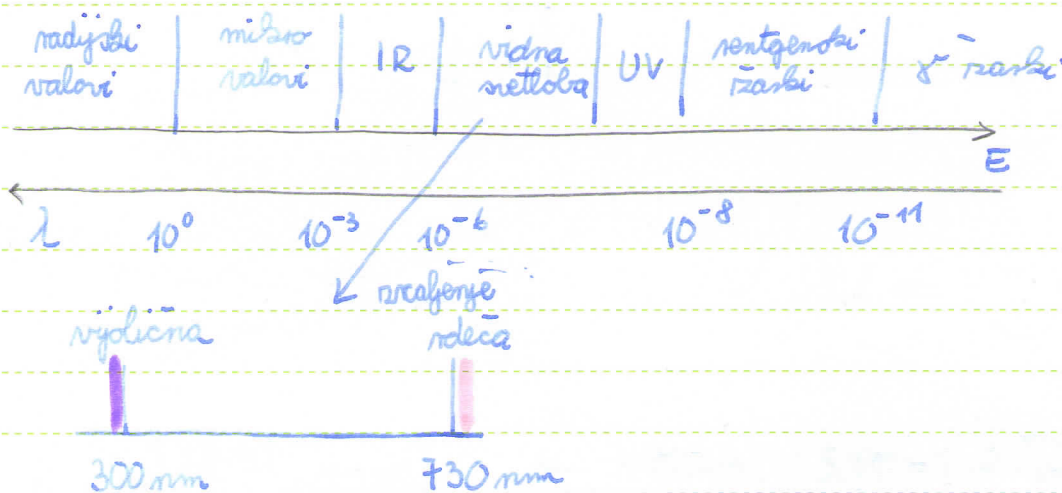 radijski valovi
mikro valovi
IR
vidna svetloba
UV
rentgenski žarki
γ žarki
E
λ 10⁰ 10⁻³ 10⁻⁶ 10⁻⁸ 10⁻¹¹
vijolična
rdeča
300 nm 730 nm